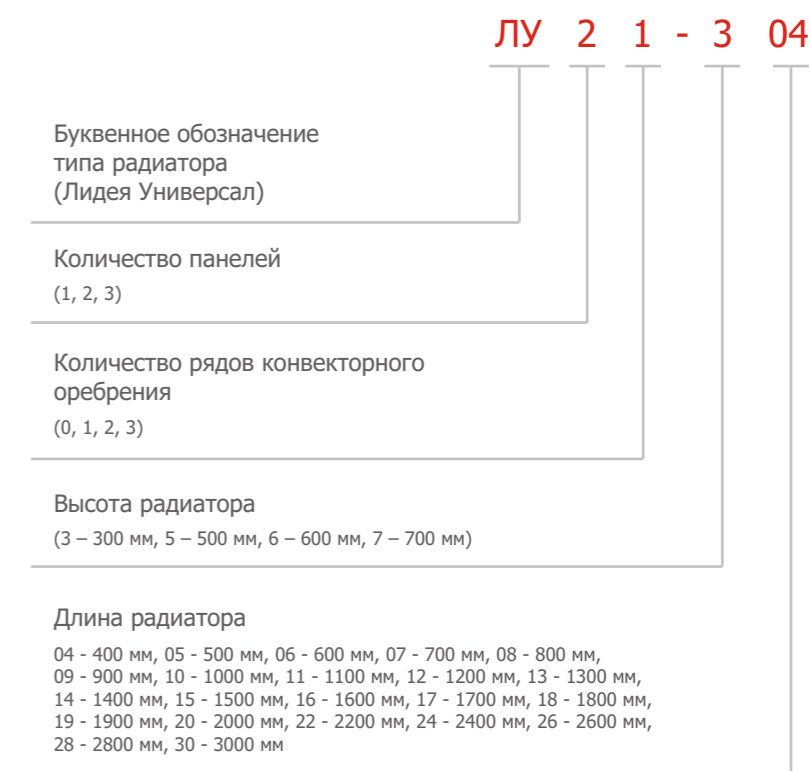 ЛУ 2 1 - 3 04
Буквенное обозначение
типа радиатора
(Лидея Универсал)
Количество панелей
(1, 2, 3)
Количество рядов конвекторного
оребрения
(0, 1, 2, 3)
Высота радиатора
(3 – 300 мм, 5 – 500 мм, 6 – 600 мм, 7 – 700 мм)
Длина радиатора
04 - 400 мм, 05 - 500 мм, 06 - 600 мм, 07 - 700 мм, 08 - 800 мм,
09 - 900 мм, 10 - 1000 мм, 11 - 1100 мм, 12 - 1200 мм, 13 - 1300 мм,
14 - 1400 мм, 15 - 1500 мм, 16 - 1600 мм, 17 - 1700 мм, 18 - 1800 мм,
19 - 1900 мм, 20 - 2000 мм, 22 - 2200 мм, 24 - 2400 мм, 26 - 2600 мм,
28 - 2800 мм, 30 - 3000 мм